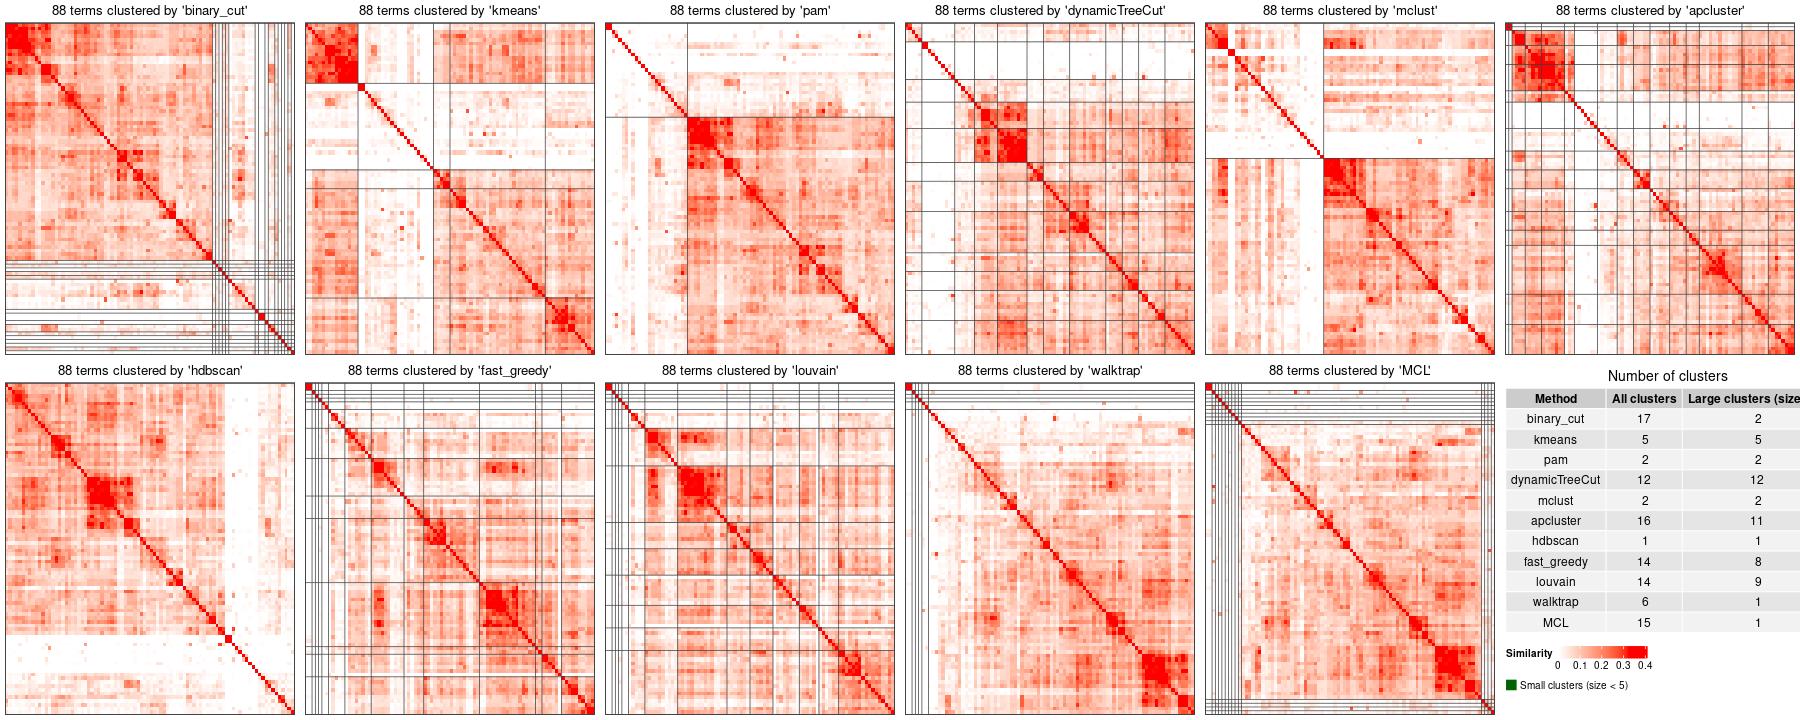 88 terms clustered by 'binary_cut'
88 terms clustered by 'kmeans'
88 terms clustered by 'pam'
88 terms clustered by 'dynamicTreeCut'
88 terms clustered by 'mclust'
88 terms clustered by 'apcluster'
88 terms clustered by 'hdbscan'
88 terms clustered by 'fast_greedy'
88 terms clustered by 'louvain'
88 terms clustered by 'walktrap'
88 terms clustered by 'MCL'
Number of clusters
Method All clusters Large clusters (size
binary_cut 17 2
kmeans 5 5
pam 2 2
dynamicTreeCut 12 12
mclust 2 2
apcluster 16 11
hdbscan 1 1
fast_greedy 14 8
louvain 14 9
walktrap 6 1
MCL 15 1
Similarity
0 0.1 0.2 0.3 0.4
Small clusters (size < 5)